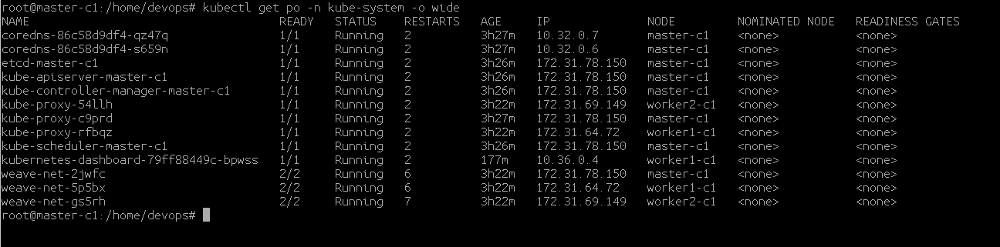 root@master-c1:/home/devops# kubectl get po -n kube-system -o wide
NAME READY STATUS RESTARTS AGE IP NODE NOMINATED NODE READINESS GATES
coredns-86c58d9df4-qz47q 1/1 Running 2 3h27m 10.32.0.7 master-c1 <none> <none>
coredns-86c58d9df4-s659n 1/1 Running 2 3h27m 10.32.0.6 master-c1 <none> <none>
etcd-master-c1 1/1 Running 2 3h26m 172.31.78.150 master-c1 <none> <none>
kube-apiserver-master-c1 1/1 Running 2 3h26m 172.31.78.150 master-c1 <none> <none>
kube-controller-manager-master-c1 1/1 Running 2 3h26m 172.31.78.150 master-c1 <none> <none>
kube-proxy-54llh 1/1 Running 2 3h22m 172.31.69.149 worker2-c1 <none> <none>
kube-proxy-c9prd 1/1 Running 2 3h27m 172.31.78.150 master-c1 <none> <none>
kube-proxy-rfbqz 1/1 Running 2 3h22m 172.31.64.72 worker1-c1 <none> <none>
kube-scheduler-master-c1 1/1 Running 2 3h26m 172.31.78.150 master-c1 <none> <none>
kubernetes-dashboard-79ff88449c-bpwss 1/1 Running 2 177m 10.36.0.4 worker1-c1 <none> <none>
weave-net-2jwfc 2/2 Running 6 3h22m 172.31.78.150 master-c1 <none> <none>
weave-net-5p5bx 2/2 Running 6 3h22m 172.31.64.72 worker1-c1 <none> <none>
weave-net-gs5rh 2/2 Running 7 3h22m 172.31.69.149 worker2-c1 <none> <none>
root@master-c1:/home/devops#